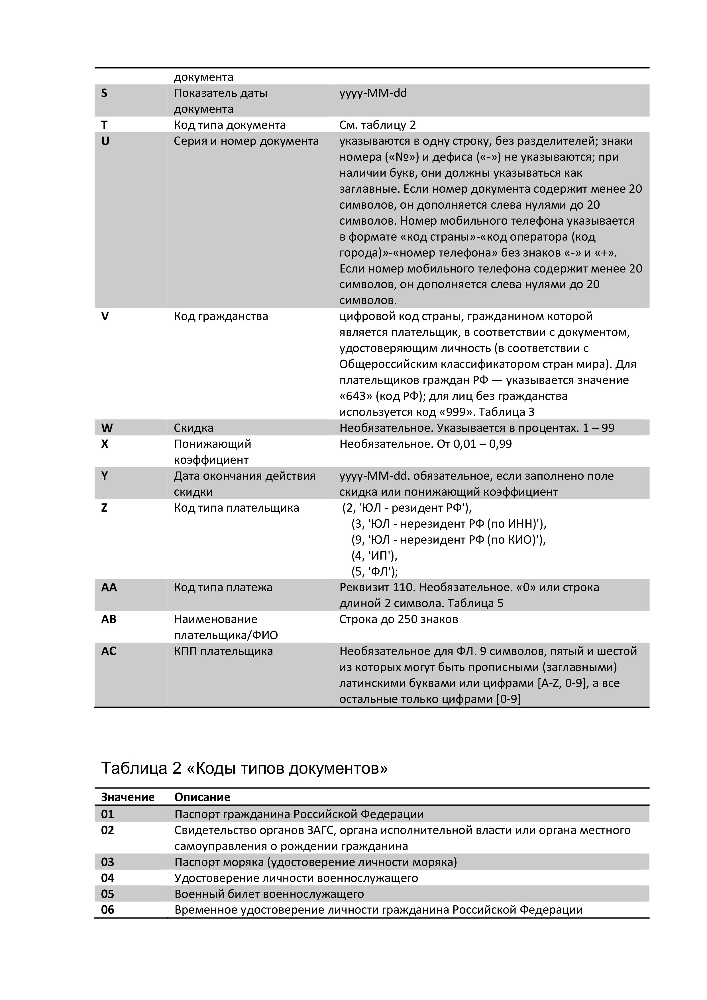 документа
S Показатель даты yyyy-MM-dd
документа
T Код типа документа См. таблицу 2
U Серия и номер документа указываются в одну строку, без разделителей; знаки
номера («№») и дефиса («-») не указываются; при
наличии букв, они должны указываться как
заглавные. Если номер документа содержит менее 20
символов, он дополняется слева нулями до 20
символов. Номер мобильного телефона указывается
в формате «код страны»-«код оператора (код
города)»-«номер телефона» без знаков «-» и «+».
Если номер мобильного телефона содержит менее 20
символов, он дополняется слева нулями до 20
символов.
V Код гражданства цифровой код страны, гражданином которой
является плательщик, в соответствии с документом,
удостоверяющим личность (в соответствии с
Общероссийским классификатором стран мира). Для
плательщиков граждан РФ — указывается значение
«643» (код РФ); для лиц без гражданства
используется код «999». Таблица 3
W Скидка Необязательное. Указывается в процентах. 1 – 99
X Понижающий Необязательное. От 0,01 – 0,99
коэффициент
Y Дата окончания действия yyyy-MM-dd. обязательное, если заполнено поле
скидки скидка или понижающий коэффициент
Z Код типа плательщика (2, 'ЮЛ - резидент РФ'),
(3, 'ЮЛ - нерезидент РФ (по ИНН)'),
(9, 'ЮЛ - нерезидент РФ (по КИО)'),
(4, 'ИП'),
(5, 'ФЛ');
AA Код типа платежа Реквизит 110. Необязательное. «0» или строка
длиной 2 символа. Таблица 5
AB Наименование Строка до 250 знаков
плательщика/ФИО
AC КПП плательщика Необязательное для ФЛ. 9 символов, пятый и шестой
из которых могут быть прописными (заглавными)
латинскими буквами или цифрами [A-Z, 0-9], а все
остальные только цифрами [0-9]
Таблица 2 «Коды типов документов»
Значение Описание
01 Паспорт гражданина Российской Федерации
02 Свидетельство органов ЗАГС, органа исполнительной власти или органа местного
самоуправления о рождении гражданина
03 Паспорт моряка (удостоверение личности моряка)
04 Удостоверение личности военнослужащего
05 Военный билет военнослужащего
06 Временное удостоверение личности гражданина Российской Федерации